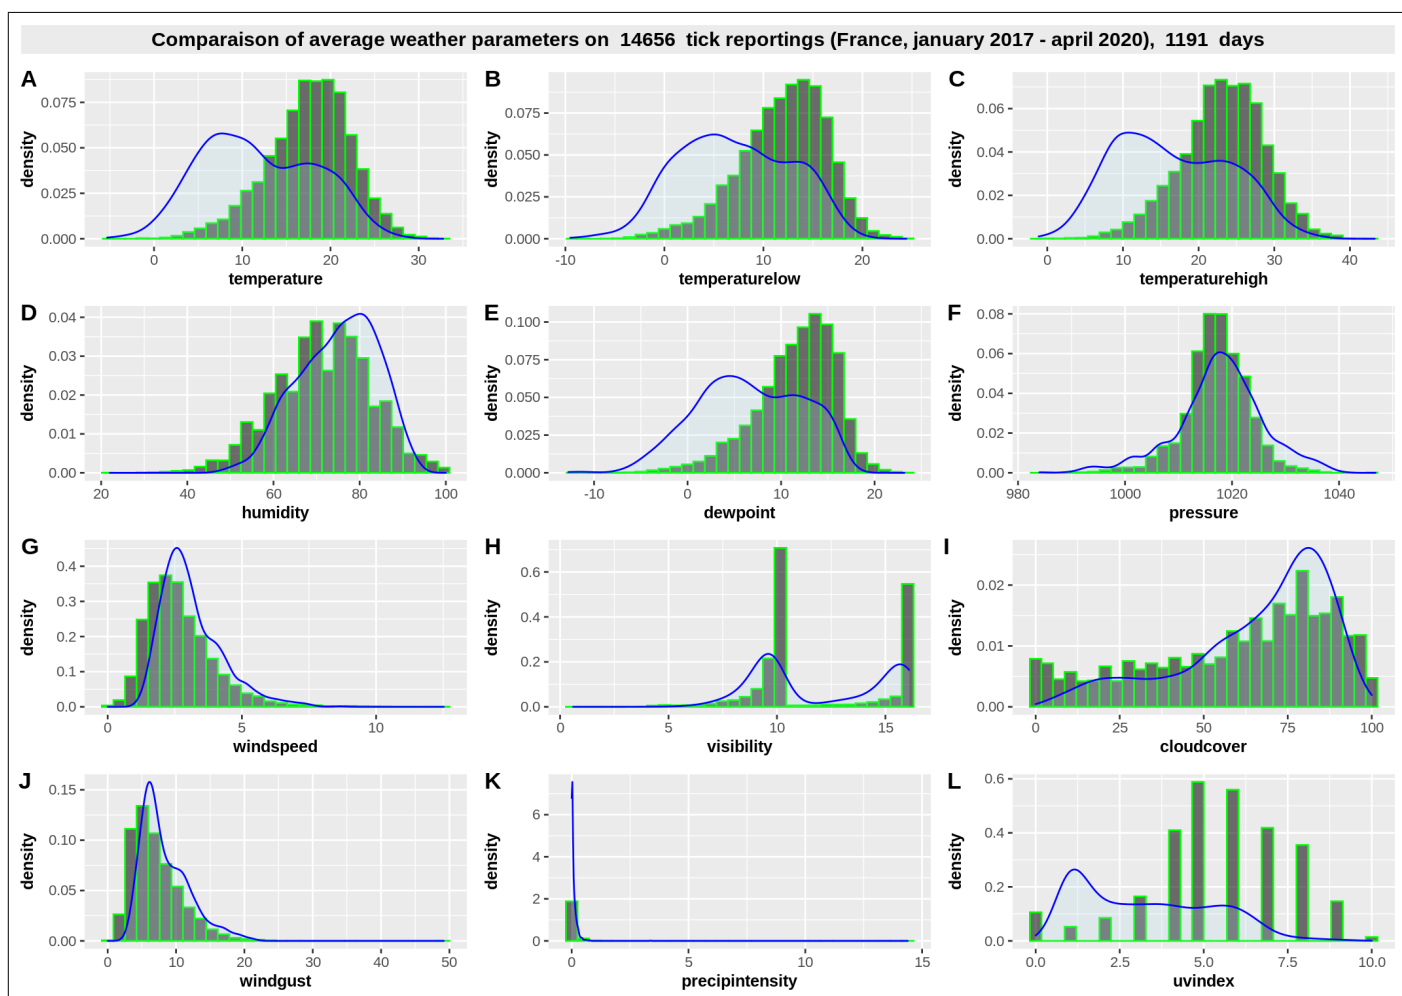 Comparaison of average weather parameters on 14656 tick reportings (France, january 2017 - april 2020), 1191 days
A
density
0.075
0.050
0.025
0.000
0 10 20 30
temperature
B
density
0.075
0.050
0.025
0.000
-10 0 10 20
temperaturelow
C
density
0.06
0.04
0.02
0.00
0 10 20 30 40
temperaturehigh
D
density
0.04
0.03
0.02
0.01
0.00
20 40 60 80 100
humidity
E
density
0.100
0.075
0.050
0.025
0.000
-10 0 10 20
dewpoint
F
density
0.08
0.06
0.04
0.02
0.00
980 1000 1020 1040
pressure
G
density
0.4
0.3
0.2
0.1
0.0
0 5 10
windspeed
H
density
0.6
0.4
0.2
0.0
0 5 10 15
visibility
I
density
0.02
0.01
0.00
0 25 50 75 100
cloudcover
J
density
0.15
0.10
0.05
0.00
0 10 20 30 40 50
windgust
K
density
6
4
2
0
0 5 10 15
precipintensity
L
density
0.6
0.4
0.2
0.0
0.0 2.5 5.0 7.5 10.0
uvindex